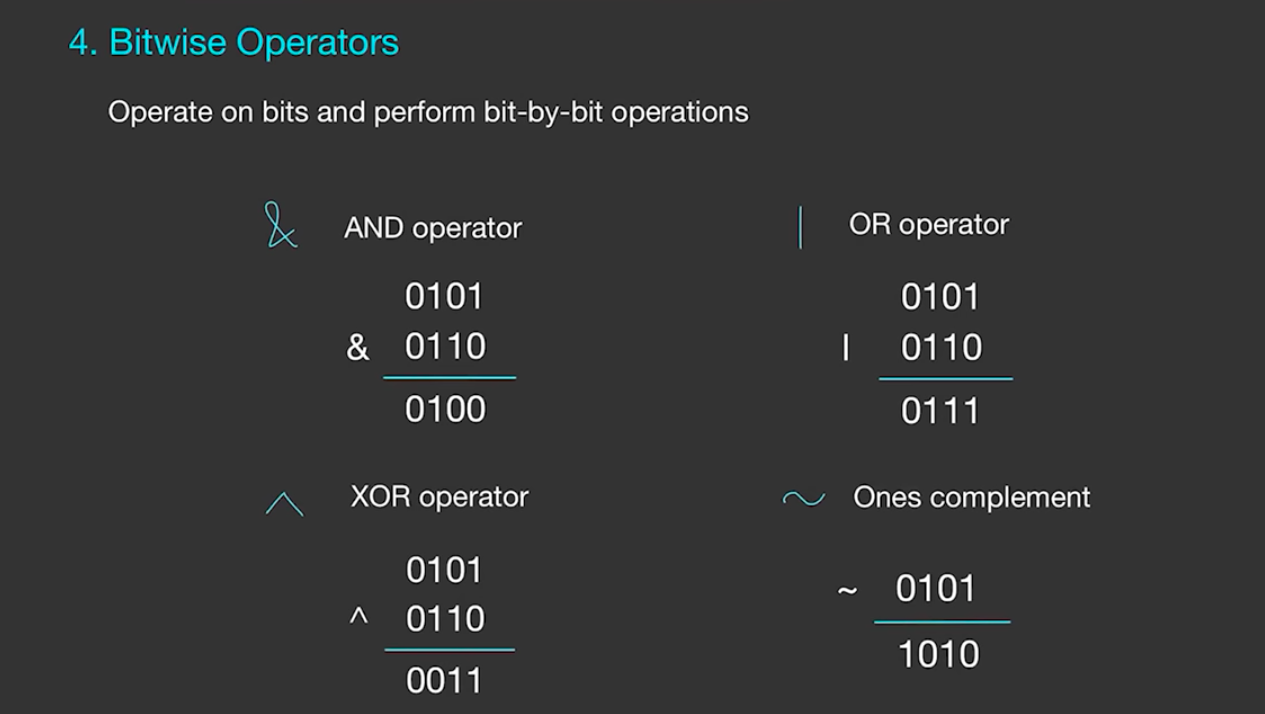 4. Bitwise Operators
Operate on bits and perform bit-by-bit operations
& AND operator
0101
& 0110
0100
| OR operator
0101
| 0110
0111
^ XOR operator
0101
^ 0110
0011
~ Ones complement
~ 0101
1010